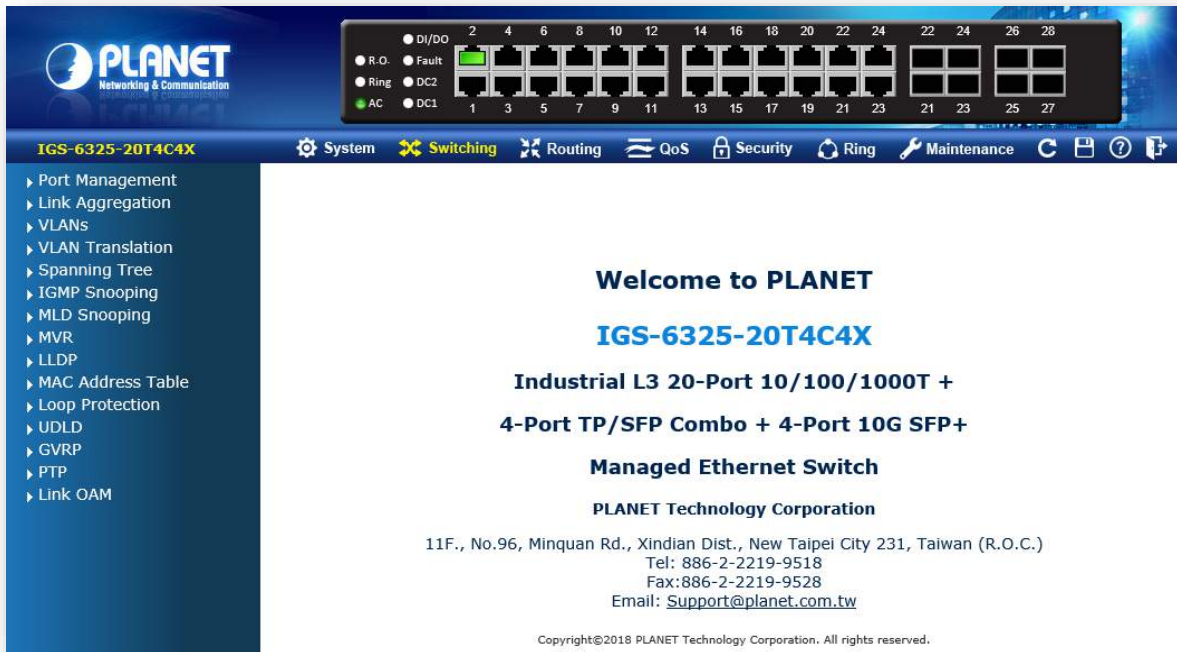 PLANET
Networking & Communication
DI/DO
R.O. Fault
Ring DC2
AC DC1
2 4 6 8 10 12 14 16 18 20 22 24 22 24 26 28
1 3 5 7 9 11 13 15 17 19 21 23 21 23 25 27
IGS-6325-20T4C4X
System Switching Routing QoS Security Ring Maintenance
Port Management
Link Aggregation
VLANs
VLAN Translation
Spanning Tree
IGMP Snooping
MLD Snooping
MVR
LLDP
MAC Address Table
Loop Protection
UDLD
GVRP
PTP
Link OAM
Welcome to PLANET
IGS-6325-20T4C4X
Industrial L3 20-Port 10/100/1000T +
4-Port TP/SFP Combo + 4-Port 10G SFP+
Managed Ethernet Switch
PLANET Technology Corporation
11F., No.96, Minquan Rd., Xindian Dist., New Taipei City 231, Taiwan (R.O.C.)
Tel: 886-2-2219-9518
Fax:886-2-2219-9528
Email: Support@planet.com.tw
Copyright©2018 PLANET Technology Corporation. All rights reserved.